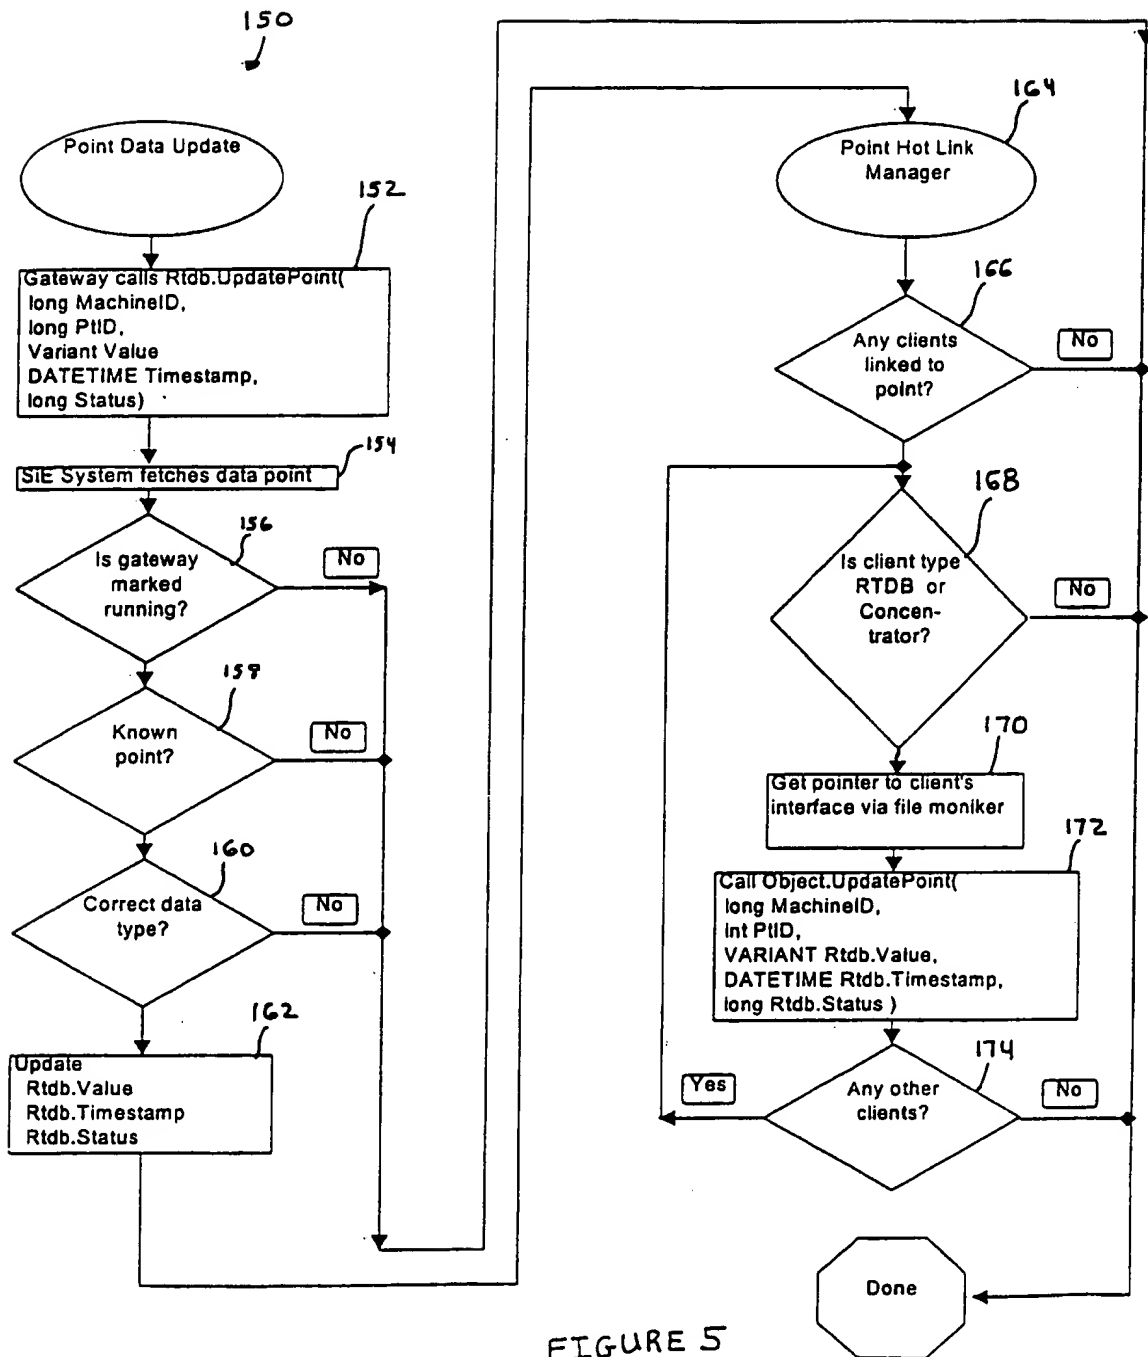 150
Point Data Update
152
Gateway calls Rtdb.UpdatePoint(
long MachineID,
long PtID,
Variant Value
DATETIME Timestamp,
long Status)
154
SIE System fetches data point
156
Is gateway
marked
running?
No
158
Known
point?
No
160
Correct data
type?
No
162
Update
Rtdb.Value
Rtdb.Timestamp
Rtdb.Status
164
Point Hot Link
Manager
166
Any clients
linked to
point?
No
168
Is client type
RTDB or
Concen-
trator?
No
170
Get pointer to client's
interface via file moniker
172
Call Object.UpdatePoint(
long MachineID,
int PtID,
VARIANT Rtdb.Value,
DATETIME Rtdb.Timestamp,
long Rtdb.Status )
174
Yes
Any other
clients?
No
Done
FIGURE 5